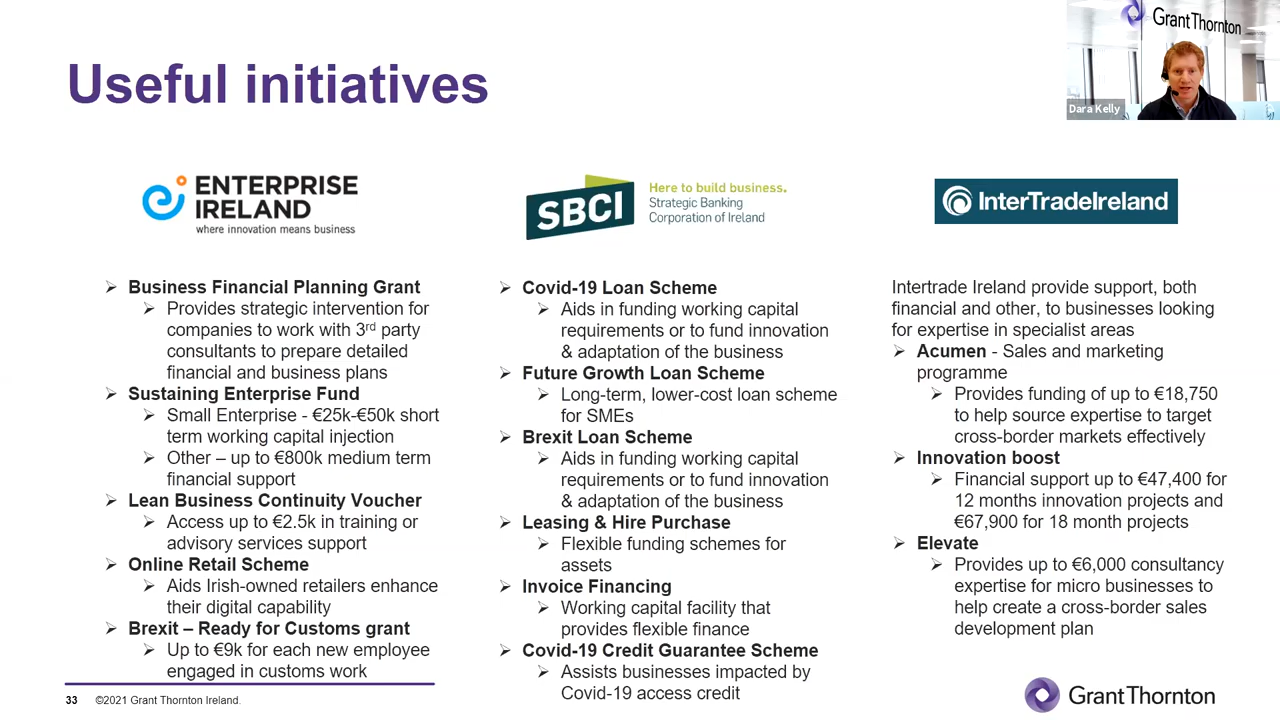 Useful initiatives
Grant Thornton
Dara Kelly
ENTERPRISE
IRELAND
where innovation means business
➢ Business Financial Planning Grant
➢ Provides strategic intervention for
companies to work with 3rd party
consultants to prepare detailed
financial and business plans
➢ Sustaining Enterprise Fund
➢ Small Enterprise - €25k-€50k short
term working capital injection
➢ Other – up to €800k medium term
financial support
➢ Lean Business Continuity Voucher
➢ Access up to €2.5k in training or
advisory services support
➢ Online Retail Scheme
➢ Aids Irish-owned retailers enhance
their digital capability
➢ Brexit – Ready for Customs grant
➢ Up to €9k for each new employee
engaged in customs work
SBCI
Here to build business.
Strategic Banking
Corporation of Ireland
➢ Covid-19 Loan Scheme
➢ Aids in funding working capital
requirements or to fund innovation
& adaptation of the business
➢ Future Growth Loan Scheme
➢ Long-term, lower-cost loan scheme
for SMEs
➢ Brexit Loan Scheme
➢ Aids in funding working capital
requirements or to fund innovation
& adaptation of the business
➢ Leasing & Hire Purchase
➢ Flexible funding schemes for
assets
➢ Invoice Financing
➢ Working capital facility that
provides flexible finance
➢ Covid-19 Credit Guarantee Scheme
➢ Assists businesses impacted by
Covid-19 access credit
InterTradeIreland
Intertrade Ireland provide support, both
financial and other, to businesses looking
for expertise in specialist areas
➢ Acumen - Sales and marketing
programme
➢ Provides funding of up to €18,750
to help source expertise to target
cross-border markets effectively
➢ Innovation boost
➢ Financial support up to €47,400 for
12 months innovation projects and
€67,900 for 18 month projects
➢ Elevate
➢ Provides up to €6,000 consultancy
expertise for micro businesses to
help create a cross-border sales
development plan
33 ©2021 Grant Thornton Ireland.
Grant Thornton